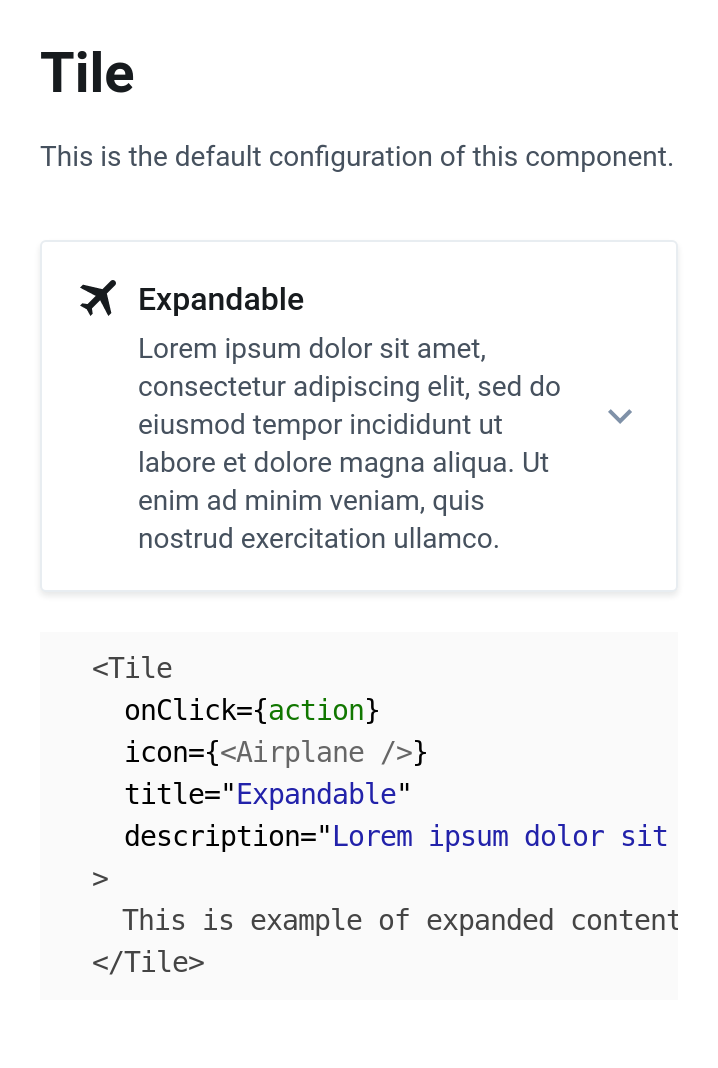 Tile
This is the default configuration of this component.
Expandable
Lorem ipsum dolor sit amet,
consectetur adipiscing elit, sed do
eiusmod tempor incididunt ut
labore et dolore magna aliqua. Ut
enim ad minim veniam, quis
nostrud exercitation ullamco.
<Tile
onClick={action}
icon={<Airplane />}
title="Expandable"
description="Lorem ipsum dolor sit
>
This is example of expanded content
</Tile>